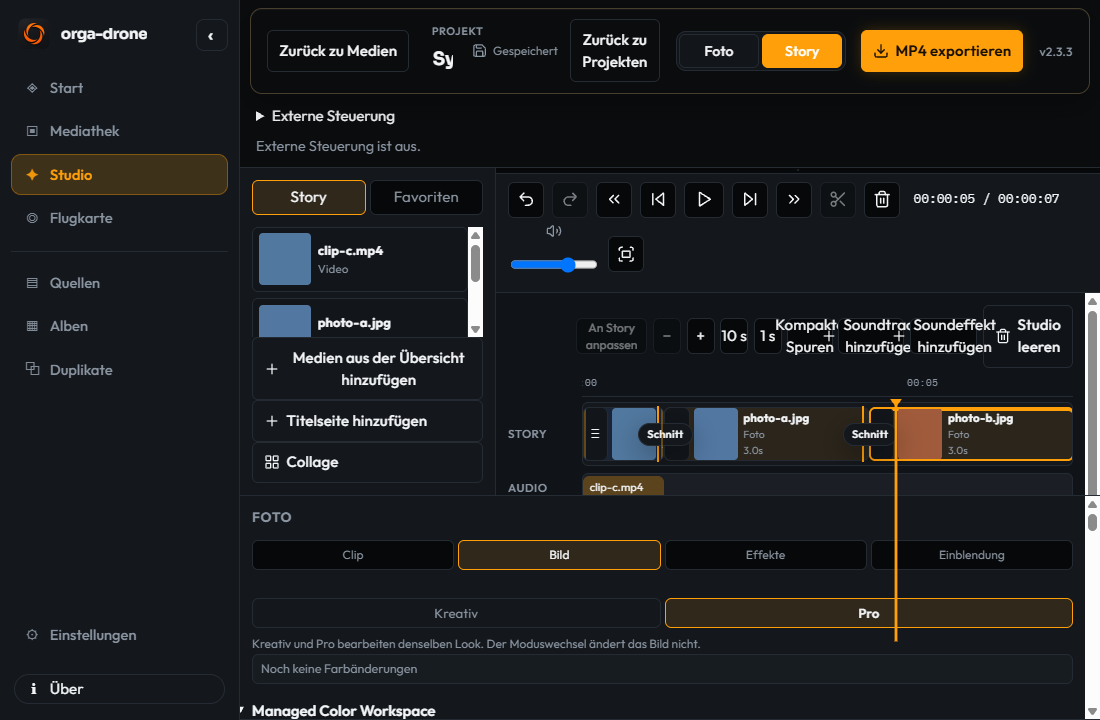 orga-drone
Start
Mediathek
Studio
Flugkarte
Quellen
Alben
Duplikate
Einstellungen
Über
Zurück zu Medien
PROJEKT
Sy
Gespeichert
Zurück zu
Projekten
Foto
Story
MP4 exportieren
v2.3.3
Externe Steuerung
Externe Steuerung ist aus.
Story
Favoriten
clip-c.mp4
Video
photo-a.jpg
Medien aus der Übersicht
hinzufügen
Titelseite hinzufügen
Collage
00:00:05 / 00:00:07
An Story
anpassen
10 s
1 s
Kompakte
Spuren
Soundtrac
hinzufüge
Soundeffekt
hinzufügen
Studio
leeren
00
00:05
STORY
Schnitt
photo-a.jpg
Foto
3.0s
Schnitt
photo-b.jpg
Foto
3.0s
AUDIO
clip-c.mp4
FOTO
Clip
Bild
Effekte
Einblendung
Kreativ
Pro
Kreativ und Pro bearbeiten denselben Look. Der Moduswechsel ändert das Bild nicht.
Noch keine Farbänderungen
Managed Color Workspace